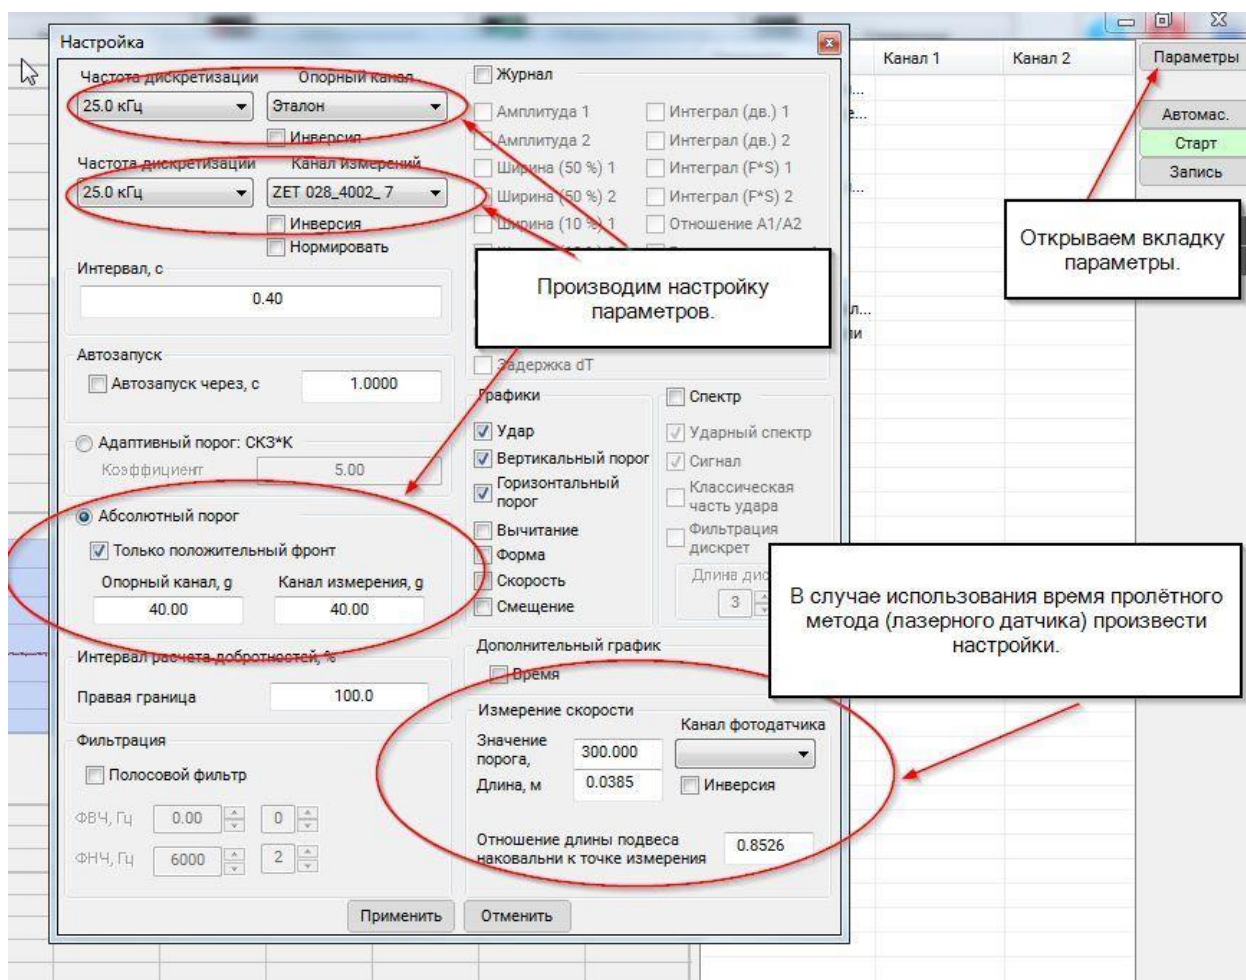 Настройка
Частота дискретизации Опорный канал
25.0 кГц Эталон
Инверсия
Частота дискретизации Канал измерений
25.0 кГц ZET 028_4002_ 7
Инверсия
Нормировать
Интервал, с
0.40
Автозапуск
Автозапуск через, с 1.0000
Адаптивный порог: СКЗ*К
Коэффициент 5.00
Абсолютный порог
Только положительный фронт
Опорный канал, g Канал измерения, g
40.00 40.00
Интервал расчета добротностей, %
Правая граница 100.0
Фильтрация
Полосовой фильтр
ФВЧ, Гц 0.00 0
ФНЧ, Гц 6000 2
Применить Отменить
Журнал
Амплитуда 1 Интеграл (дв.) 1
Амплитуда 2 Интеграл (дв.) 2
Ширина (50 %) 1 Интеграл (F*S) 1
Ширина (50 %) 2 Интеграл (F*S) 2
Ширина (10 %) 1 Отношение A1/A2
Производим настройку
параметров.
Задержка dT
Графики
Удар
Вертикальный порог
Горизонтальный
порог
Вычитание
Форма
Скорость
Смещение
Спектр
Ударный спектр
Сигнал
Классическая
часть удара
Фильтрация
дискрет
Длина
3
Дополнительный график
Время
Измерение скорости
Канал фотодатчика
Значение
порога, 300.000
Длина, м 0.0385 Инверсия
Отношение длины подвеса
наковальни к точке измерения 0.8526
Канал 1 Канал 2
Параметры
Автомас.
Старт
Запись
Открываем вкладку
параметры.
В случае использования время пролётного
метода (лазерного датчика) произвести
настройки.